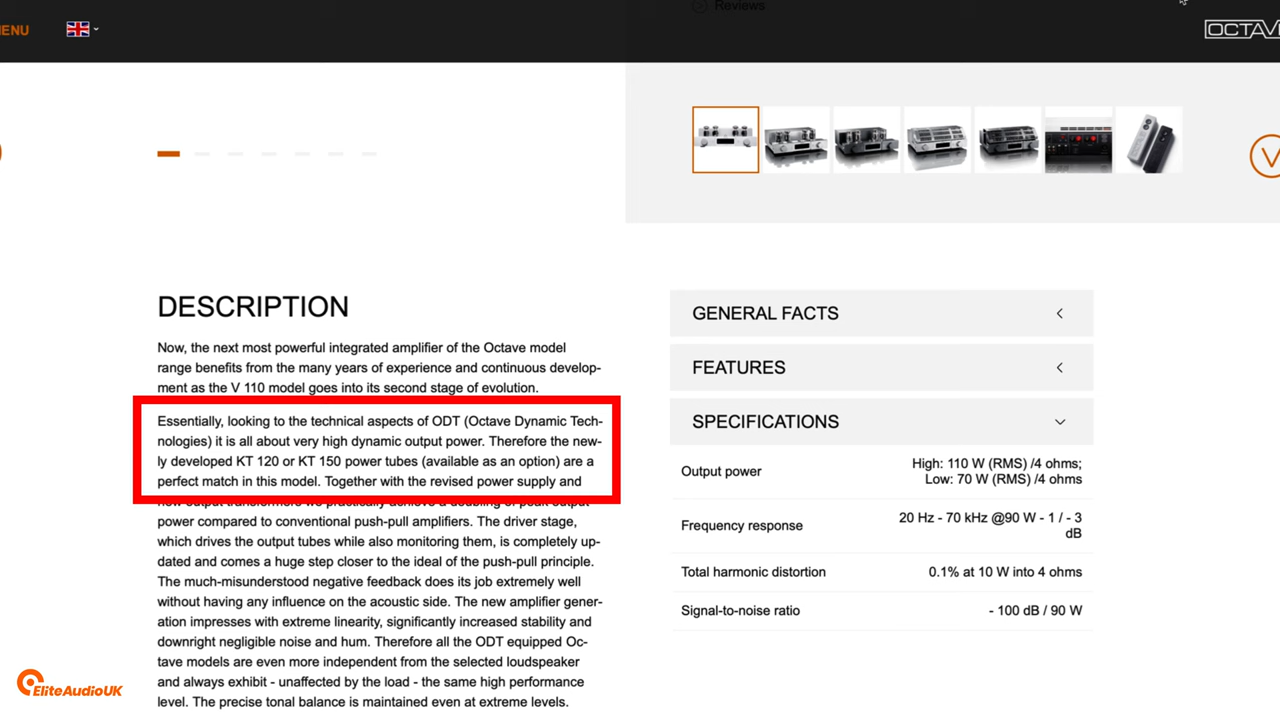 Reviews
ENU
OCTAV
DESCRIPTION
Now, the next most powerful integrated amplifier of the Octave model
range benefits from the many years of experience and continuous develop-
ment as the V 110 model goes into its second stage of evolution.
Essentially, looking to the technical aspects of ODT (Octave Dynamic Tech-
nologies) it is all about very high dynamic output power. Therefore the new-
ly developed KT 120 or KT 150 power tubes (available as an option) are a
perfect match in this model. Together with the revised power supply and
new output transformers we practically achieve a doubling of peak output
power compared to conventional push-pull amplifiers. The driver stage,
which drives the output tubes while also monitoring them, is completely up-
dated and comes a huge step closer to the ideal of the push-pull principle.
The much-misunderstood negative feedback does its job extremely well
without having any influence on the acoustic side. The new amplifier gener-
ation impresses with extreme linearity, significantly increased stability and
downright negligible noise and hum. Therefore all the ODT equipped Oc-
tave models are even more independent from the selected loudspeaker
and always exhibit - unaffected by the load - the same high performance
level. The precise tonal balance is maintained even at extreme levels.
GENERAL FACTS
FEATURES
SPECIFICATIONS
Output power High: 110 W (RMS) /4 ohms;
Low: 70 W (RMS) /4 ohms
Frequency response 20 Hz - 70 kHz @90 W - 1 / - 3
dB
Total harmonic distortion 0.1% at 10 W into 4 ohms
Signal-to-noise ratio - 100 dB / 90 W
EliteAudioUK